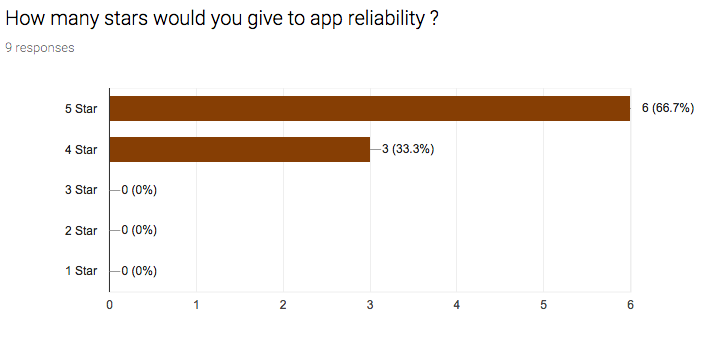 How many stars would you give to app reliability ?
9 responses
5 Star 6 (66.7%)
4 Star 3 (33.3%)
3 Star 0 (0%)
2 Star 0 (0%)
1 Star 0 (0%)
0 1 2 3 4 5 6